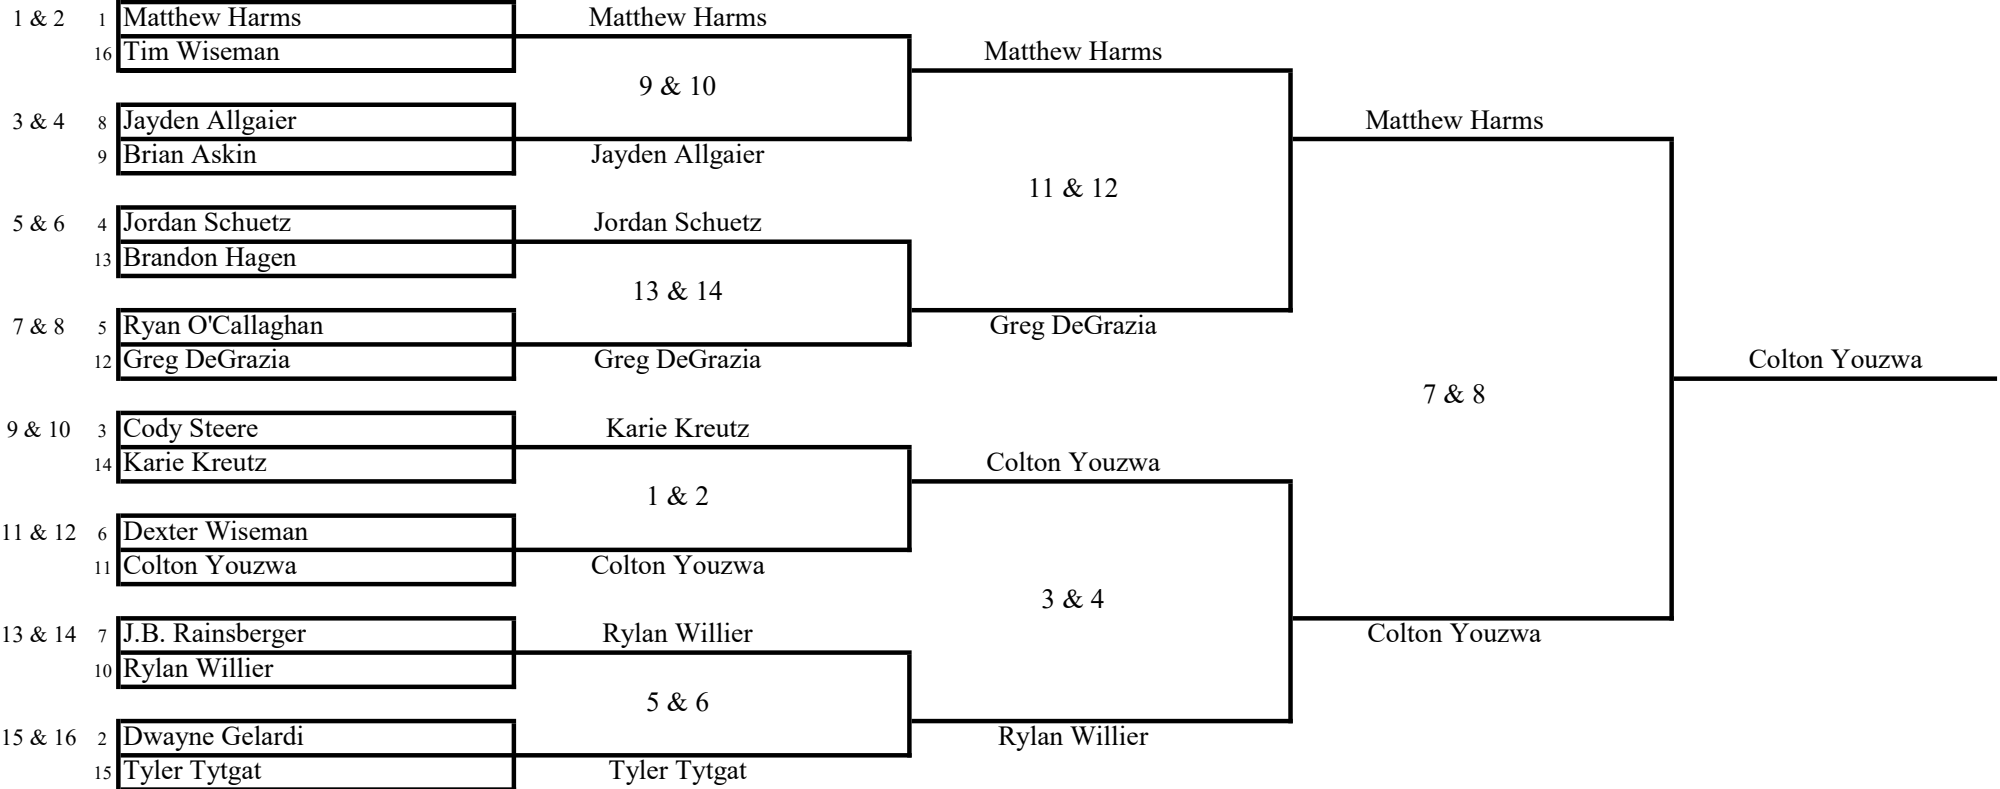 1 & 2 1 Matthew Harms Matthew Harms
16 Tim Wiseman Matthew Harms
9 & 10
3 & 4 8 Jayden Allgaier Matthew Harms
9 Brian Askin Jayden Allgaier
11 & 12
5 & 6 4 Jordan Schuetz Jordan Schuetz
13 Brandon Hagen
13 & 14
7 & 8 5 Ryan O'Callaghan Greg DeGrazia
12 Greg DeGrazia Greg DeGrazia Colton Youzwa
7 & 8
9 & 10 3 Cody Steere Karie Kreutz
14 Karie Kreutz Colton Youzwa
1 & 2
11 & 12 6 Dexter Wiseman
11 Colton Youzwa Colton Youzwa
3 & 4
13 & 14 7 J.B. Rainsberger Rylan Willier Colton Youzwa
10 Rylan Willier
5 & 6
15 & 16 2 Dwayne Gelardi Rylan Willier
15 Tyler Tytgat Tyler Tytgat